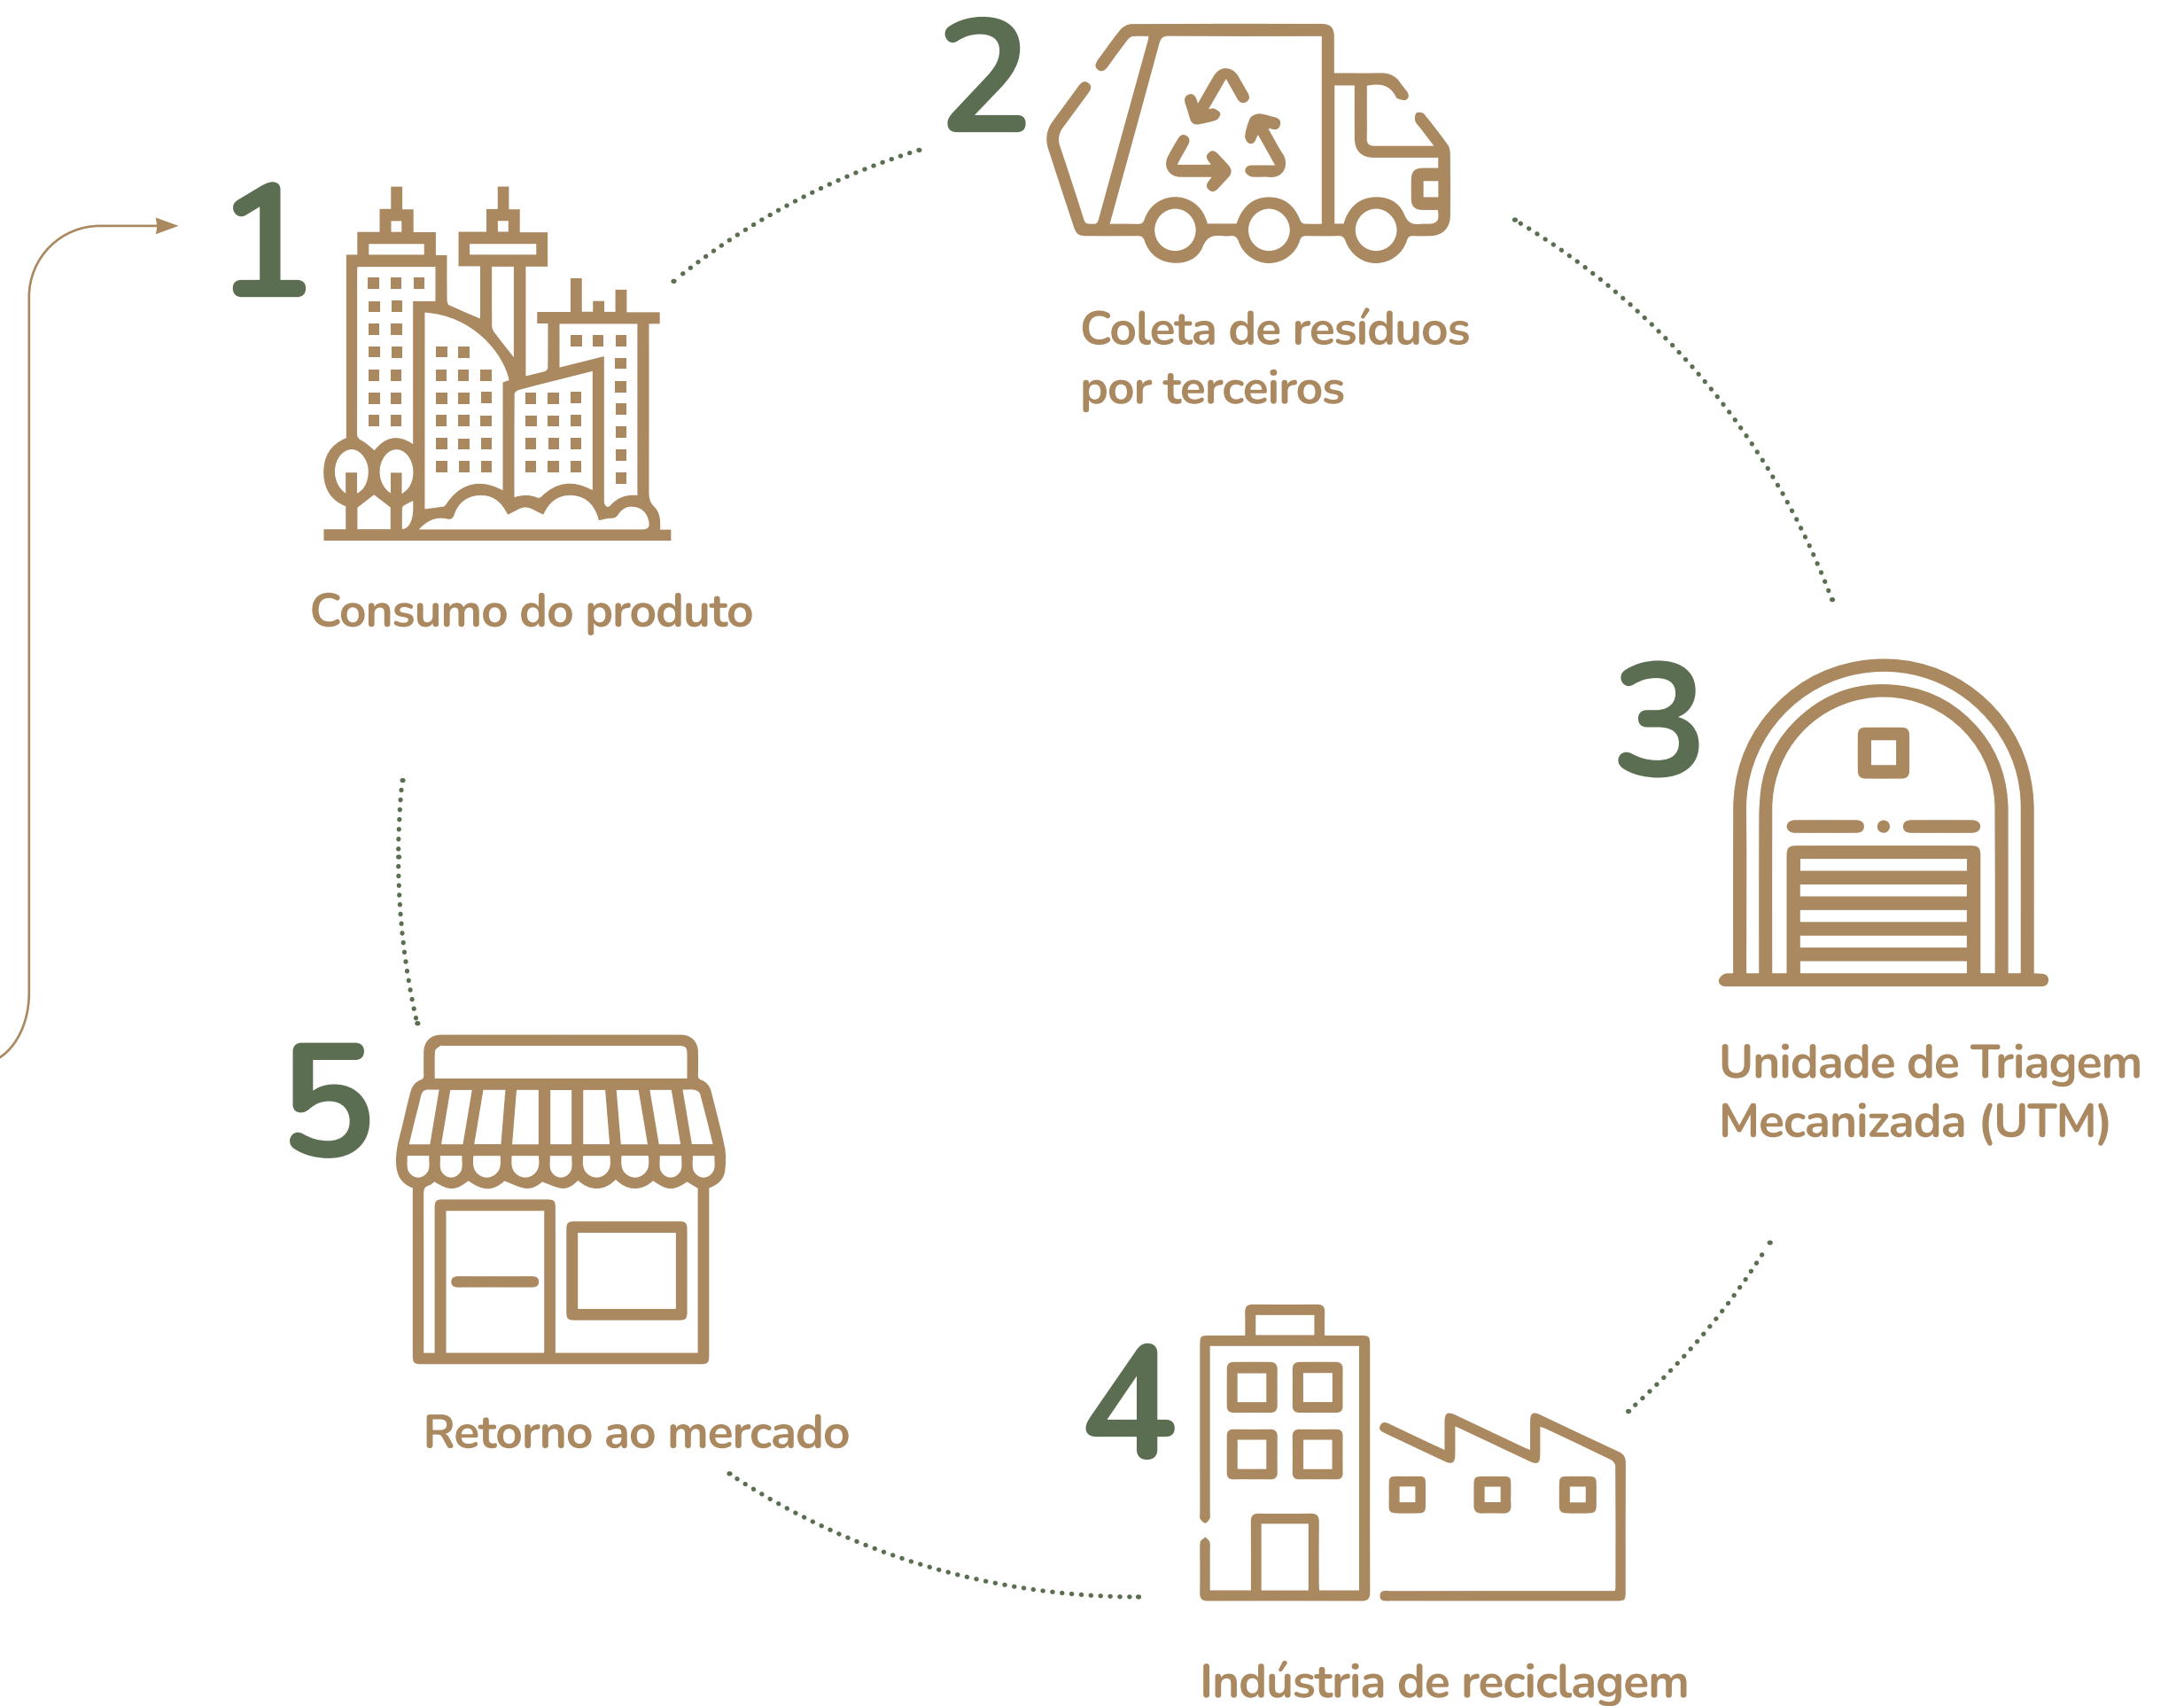 1
Consumo do produto
2
Coleta de resíduos
por terceiros
3
Unidade de Triagem
Mecanizada (UTM)
4
Indústria de reciclagem
5
Retorno ao mercado